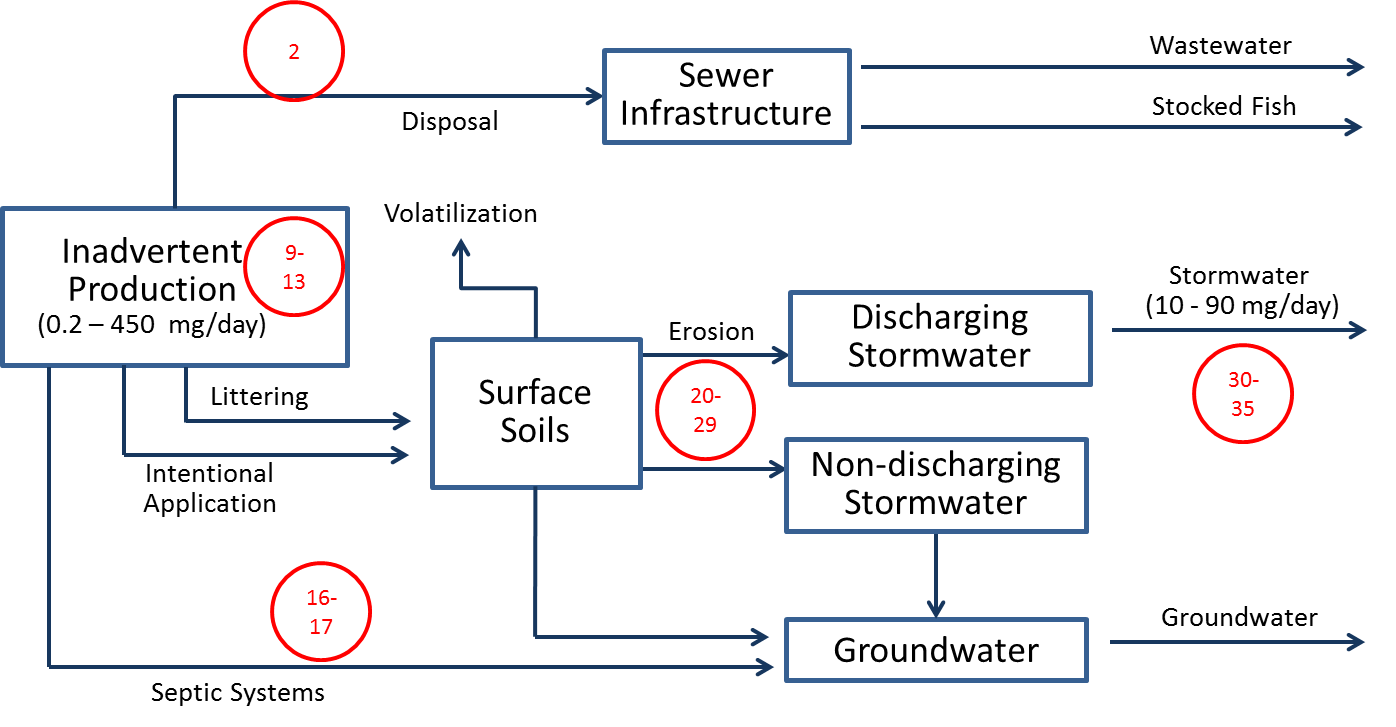 2
Sewer
Infrastructure
Wastewater
Stocked Fish
Disposal
Volatilization
Inadvertent
Production
(0.2 – 450 mg/day)
9-
13
Littering
Intentional
Application
Surface
Soils
Erosion
20-
29
Discharging
Stormwater
Stormwater
(10 - 90 mg/day)
30-
35
Non-discharging
Stormwater
16-
17
Septic Systems
Groundwater
Groundwater